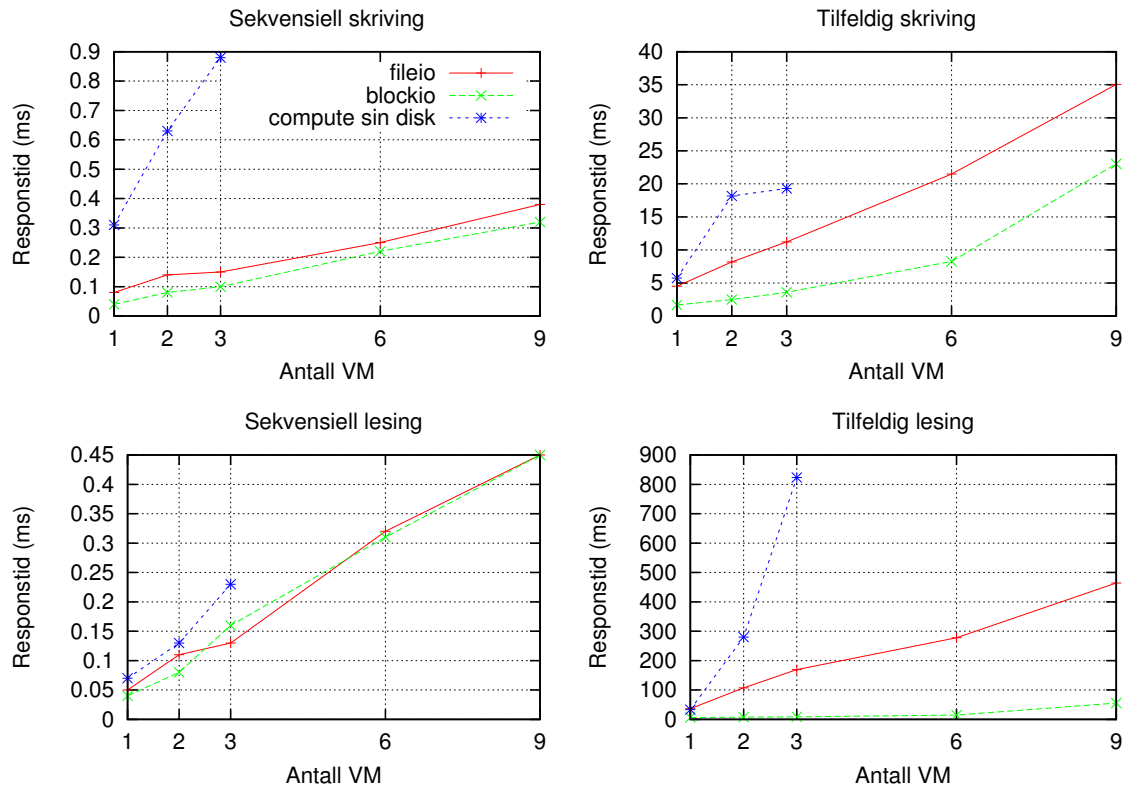 Sekvensiell skriving
0.9
0.8
0.7
0.6
0.5
0.4
0.3
0.2
0.1
0
Responstid (ms)
fileio
blockio
compute sin disk
1 2 3 6 9
Antall VM
Tilfeldig skriving
40
35
30
25
20
15
10
5
0
Responstid (ms)
1 2 3 6 9
Antall VM
Sekvensiell lesing
0.45
0.4
0.35
0.3
0.25
0.2
0.15
0.1
0.05
0
Responstid (ms)
1 2 3 6 9
Antall VM
Tilfeldig lesing
900
800
700
600
500
400
300
200
100
0
Responstid (ms)
1 2 3 6 9
Antall VM